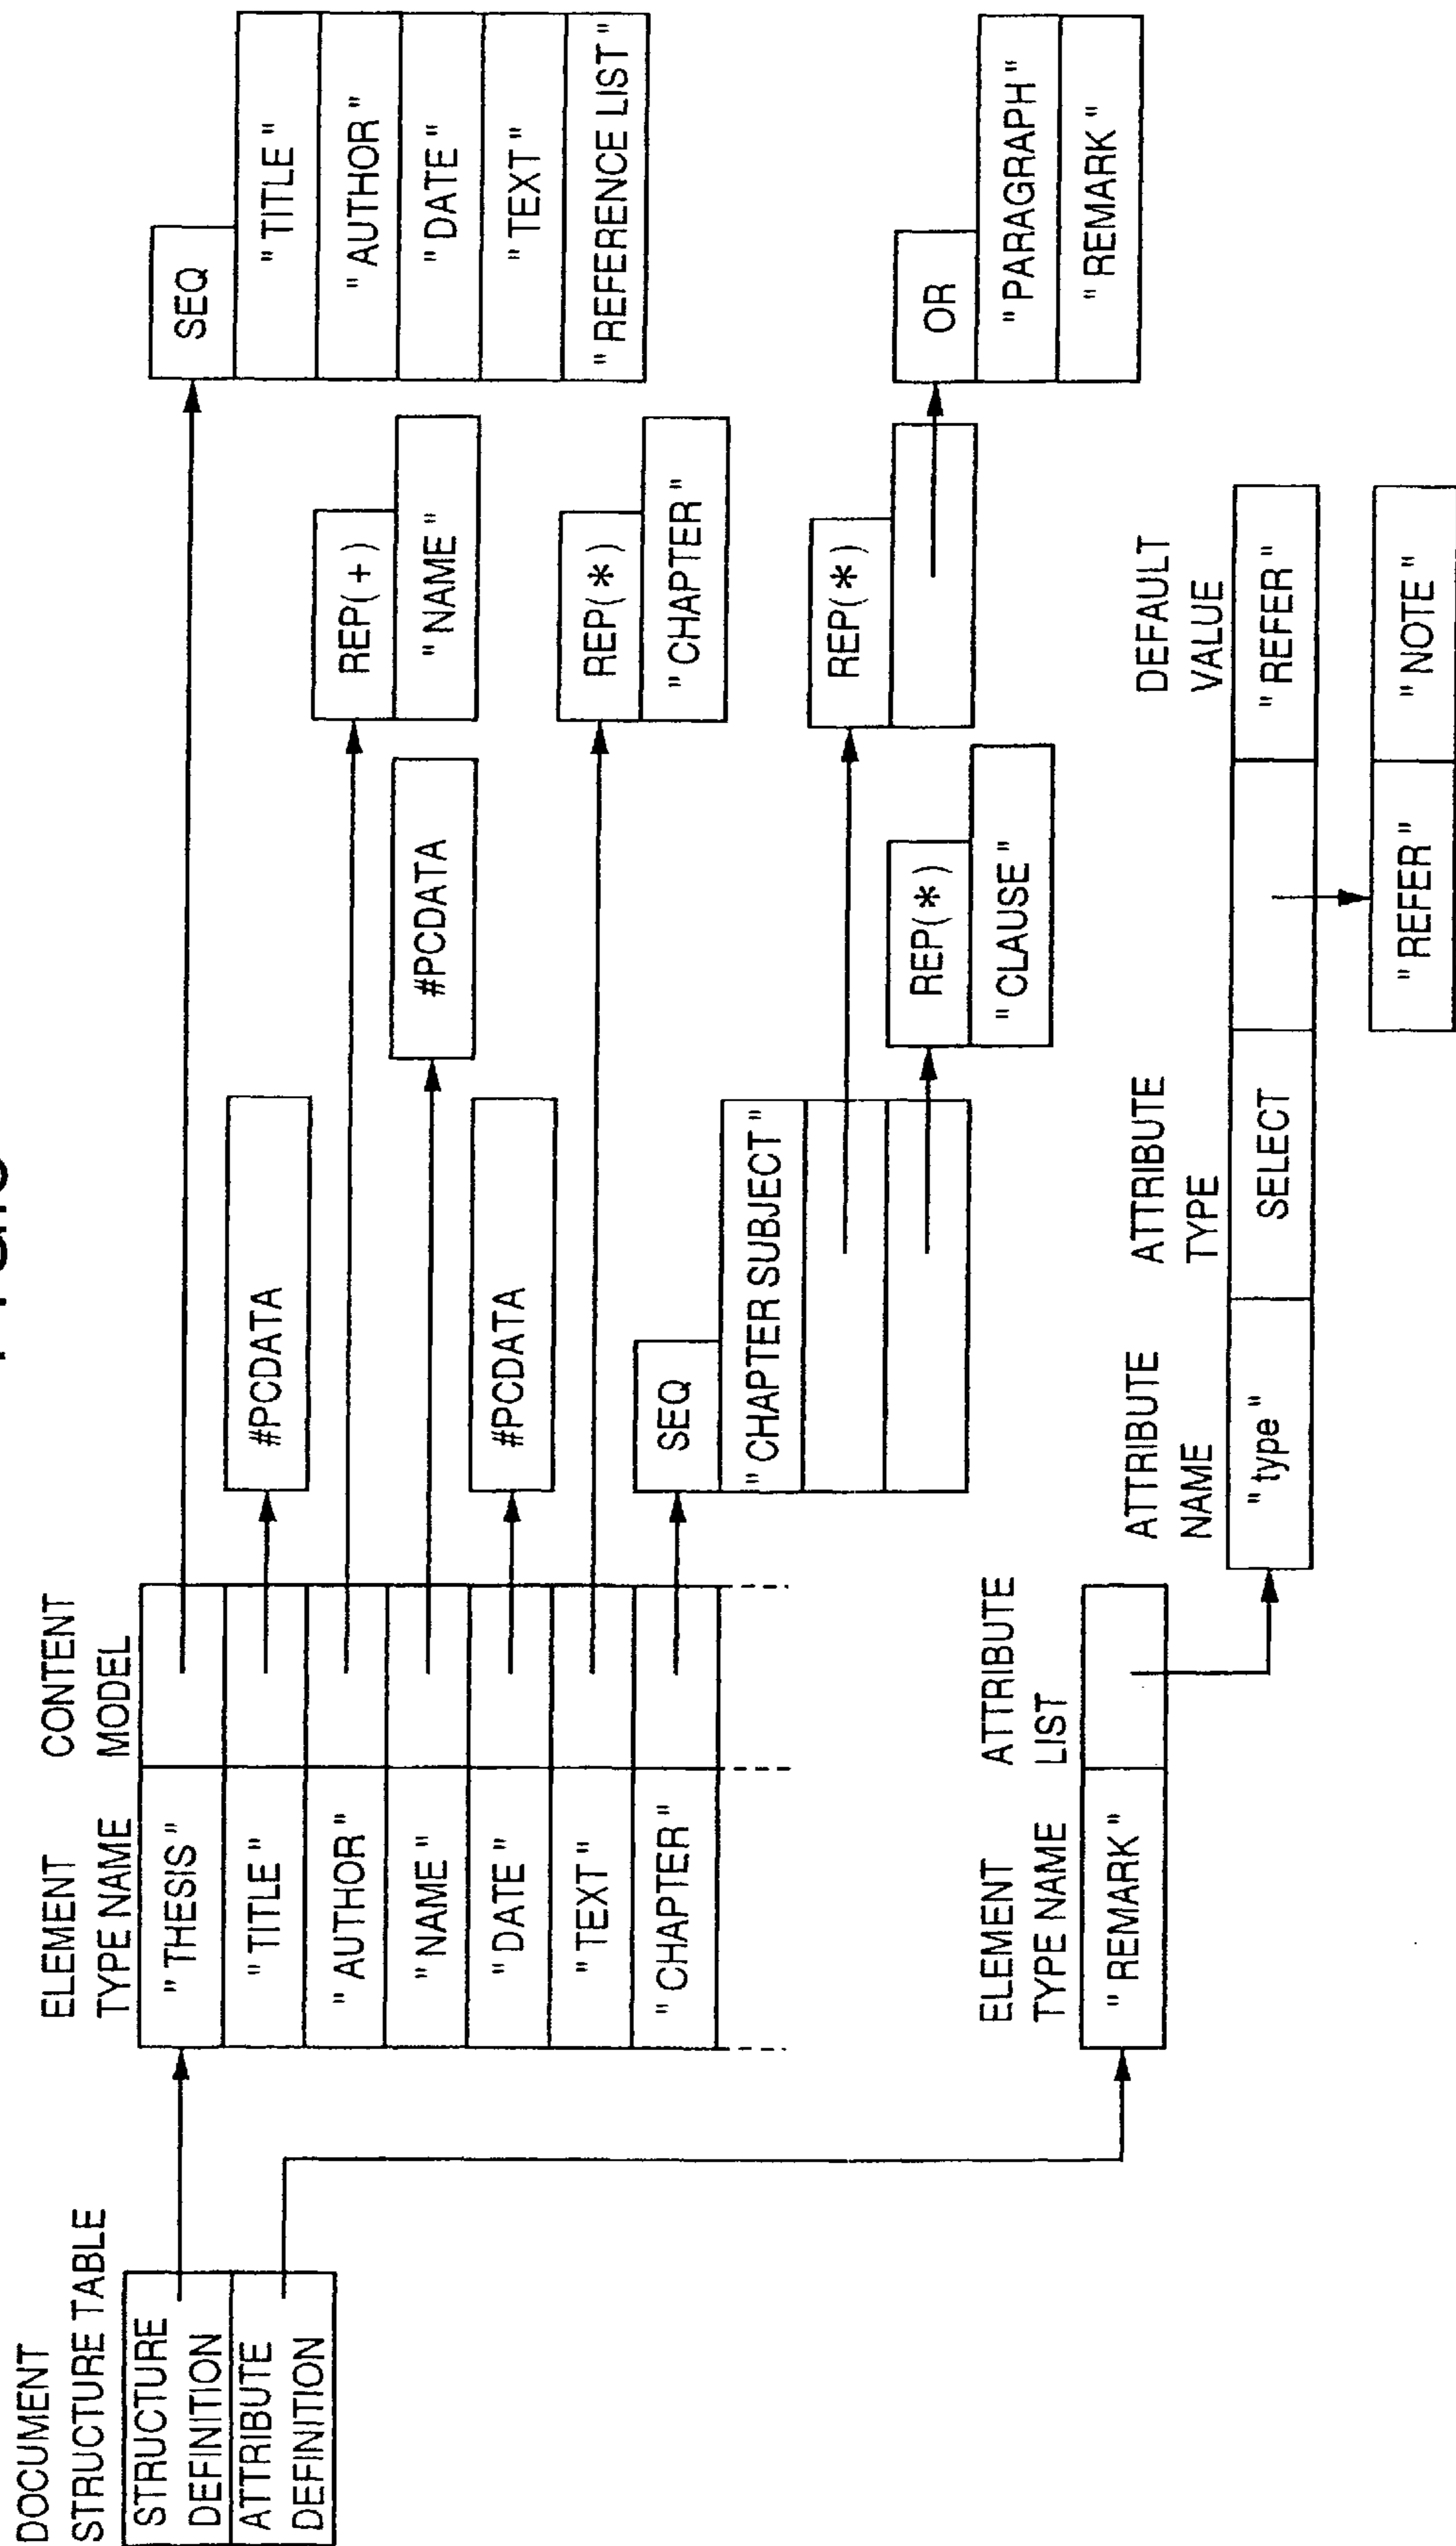 DOCUMENT
STRUCTURE TABLE
STRUCTURE
DEFINITION
ATTRIBUTE
DEFINITION
ELEMENT
TYPE NAME
CONTENT
MODEL
"THESIS"
"TITLE"
"AUTHOR"
"NAME"
"DATE"
"TEXT"
"CHAPTER"
SEQ
"TITLE"
"AUTHOR"
"DATE"
"TEXT"
"REFERENCE LIST"
#PCDATA
REP(+)
"NAME"
#PCDATA
#PCDATA
REP(*)
"CHAPTER"
SEQ
"CHAPTER SUBJECT"
REP(*)
OR
"PARAGRAPH"
"REMARK"
REP(*)
"CLAUSE"
ELEMENT
TYPE NAME
ATTRIBUTE
LIST
"REMARK"
ATTRIBUTE
NAME
ATTRIBUTE
TYPE
DEFAULT
VALUE
"type"
SELECT
"REFER"
"REFER"
"NOTE"